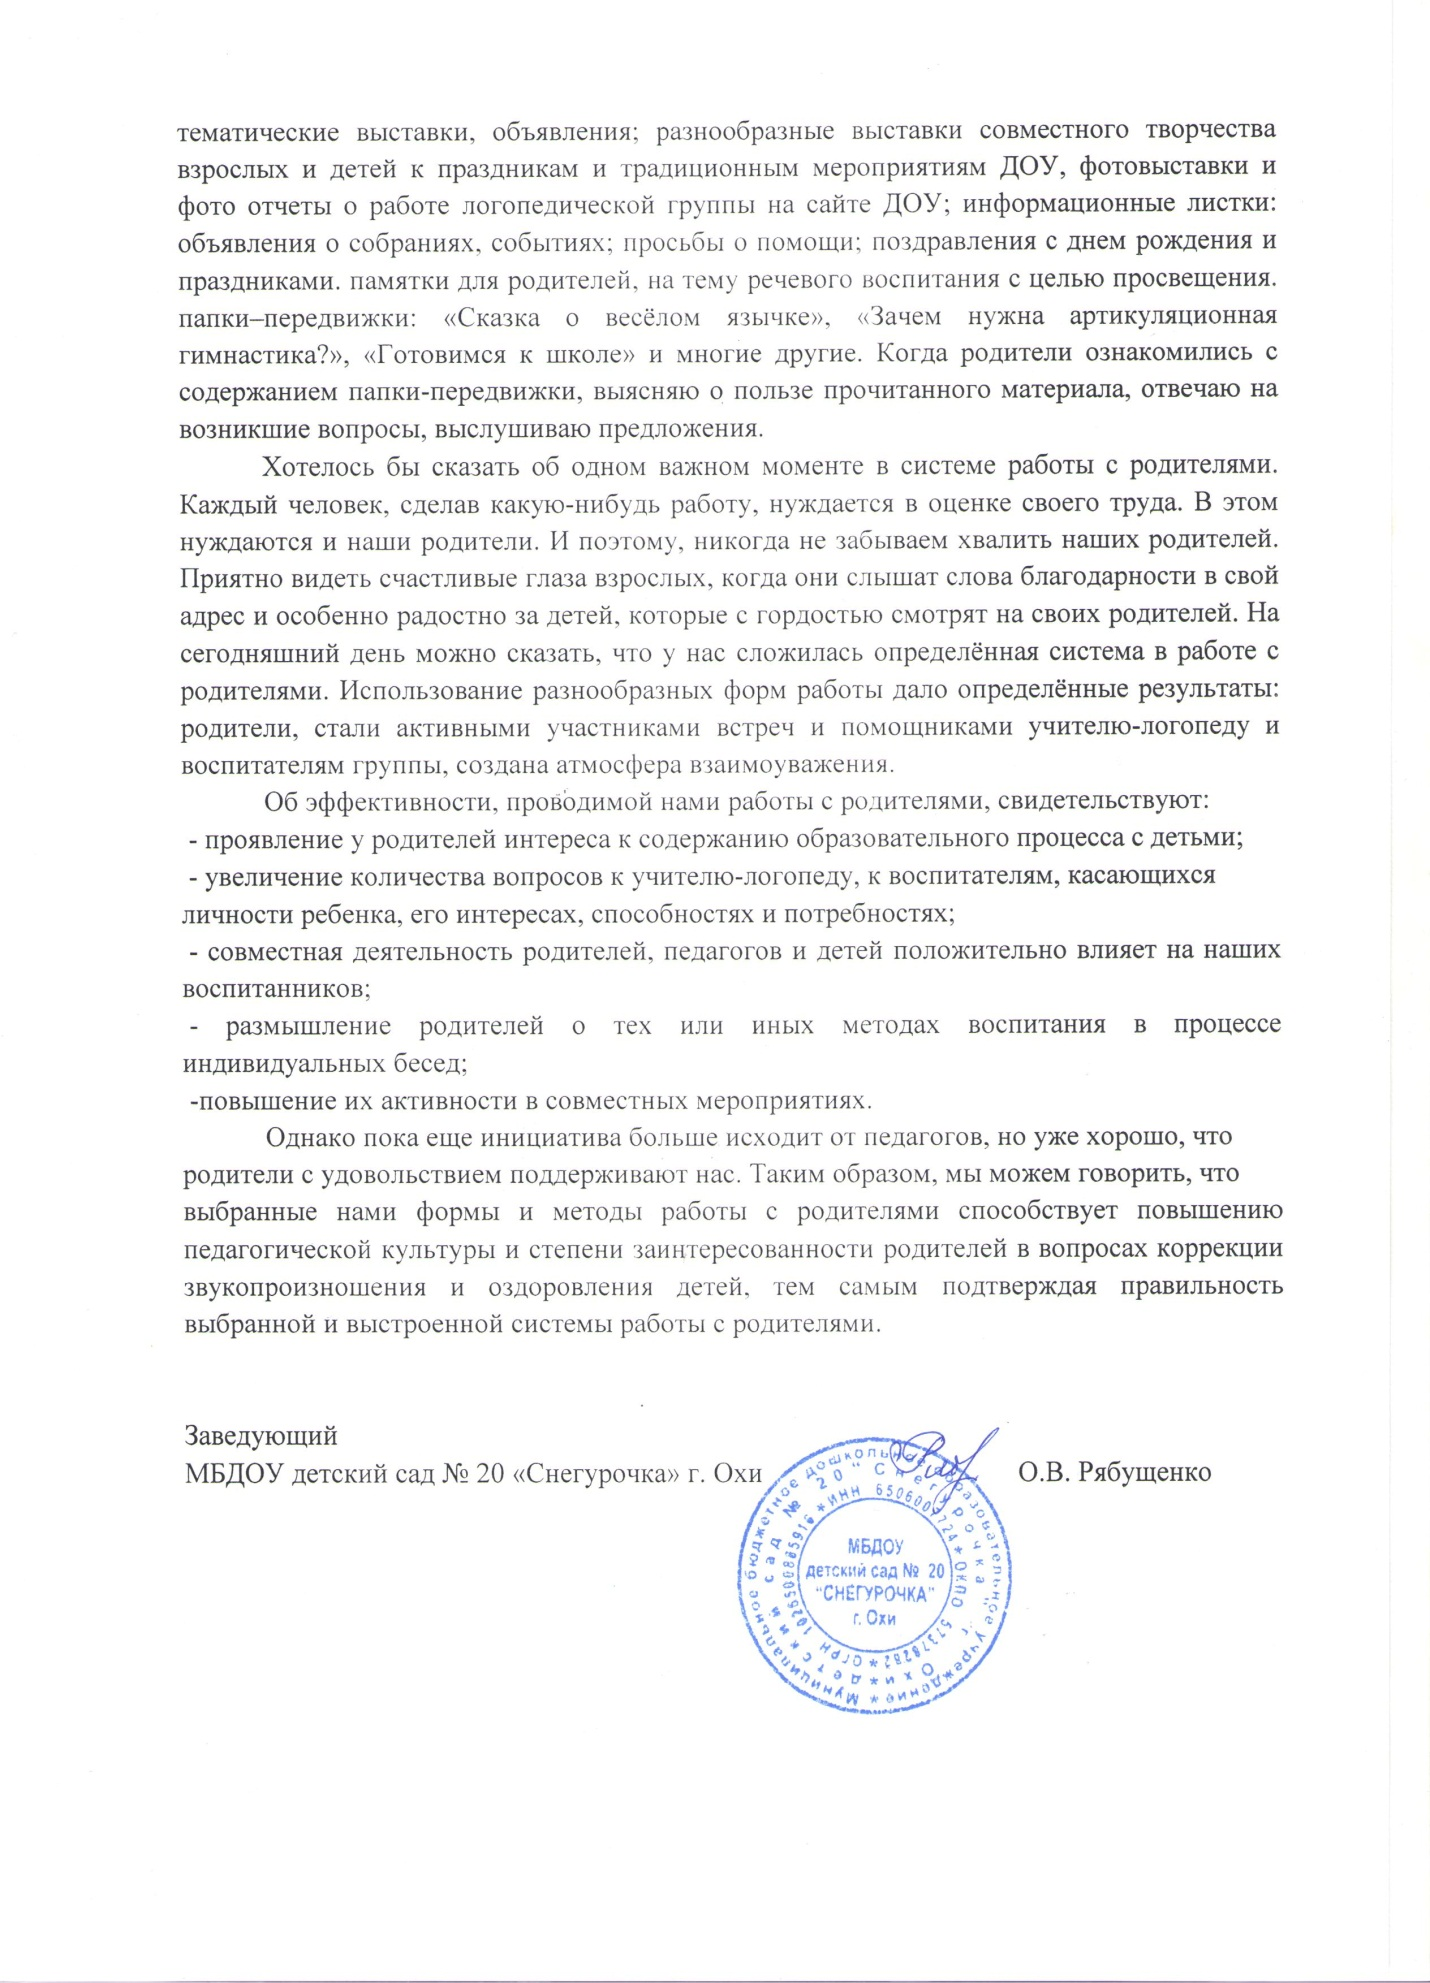 тематические выставки, объявления; разнообразные выставки совместного творчества
взрослых и детей к праздникам и традиционным мероприятиям ДОУ, фотовыставки и
фото отчеты о работе логопедической группы на сайте ДОУ; информационные листки:
объявления о собраниях, событиях; просьбы о помощи; поздравления с днем рождения и
праздниками. памятки для родителей, на тему речевого воспитания с целью просвещения.
папки–передвижки: «Сказка о весёлом язычке», «Зачем нужна артикуляционная
гимнастика?», «Готовимся к школе» и многие другие. Когда родители ознакомились с
содержанием папки-передвижки, выясняю о пользе прочитанного материала, отвечаю на
возникшие вопросы, выслушиваю предложения.
Хотелось бы сказать об одном важном моменте в системе работы с родителями.
Каждый человек, сделав какую-нибудь работу, нуждается в оценке своего труда. В этом
нуждаются и наши родители. И поэтому, никогда не забываем хвалить наших родителей.
Приятно видеть счастливые глаза взрослых, когда они слышат слова благодарности в свой
адрес и особенно радостно за детей, которые с гордостью смотрят на своих родителей. На
сегодняшний день можно сказать, что у нас сложилась определённая система в работе с
родителями. Использование разнообразных форм работы дало определённые результаты:
родители, стали активными участниками встреч и помощниками учителю-логопеду и
воспитателям группы, создана атмосфера взаимоуважения.
Об эффективности, проводимой нами работы с родителями, свидетельствуют:
- проявление у родителей интереса к содержанию образовательного процесса с детьми;
- увеличение количества вопросов к учителю-логопеду, к воспитателям, касающихся
личности ребенка, его интересах, способностях и потребностях;
- совместная деятельность родителей, педагогов и детей положительно влияет на наших
воспитанников;
- размышление родителей о тех или иных методах воспитания в процессе
индивидуальных бесед;
-повышение их активности в совместных мероприятиях.
Однако пока еще инициатива больше исходит от педагогов, но уже хорошо, что
родители с удовольствием поддерживают нас. Таким образом, мы можем говорить, что
выбранные нами формы и методы работы с родителями способствует повышению
педагогической культуры и степени заинтересованности родителей в вопросах коррекции
звукопроизношения и оздоровления детей, тем самым подтверждая правильность
выбранной и выстроенной системы работы с родителями.
Заведующий
МБДОУ детский сад № 20 «Снегурочка» г. Охи О.В. Рябущенко
Муниципальное бюджетное дошкольное образовательное учреждение *
детский сад № 20 "Снегурочка" г. Охи *
* ИНН * ОКПО * ОГРН
МБДОУ
детский сад № 20
"СНЕГУРОЧКА"
г. Охи